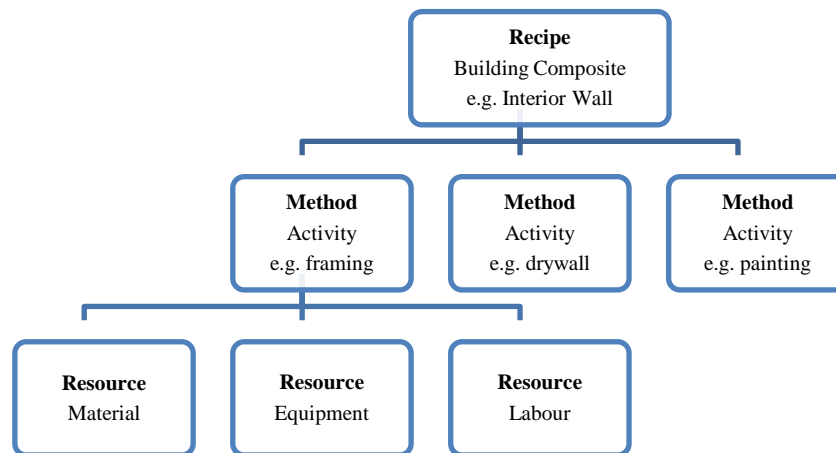 Recipe
Building Composite
e.g. Interior Wall
Method
Activity
e.g. framing
Method
Activity
e.g. drywall
Method
Activity
e.g. painting
Resource
Material
Resource
Equipment
Resource
Labour